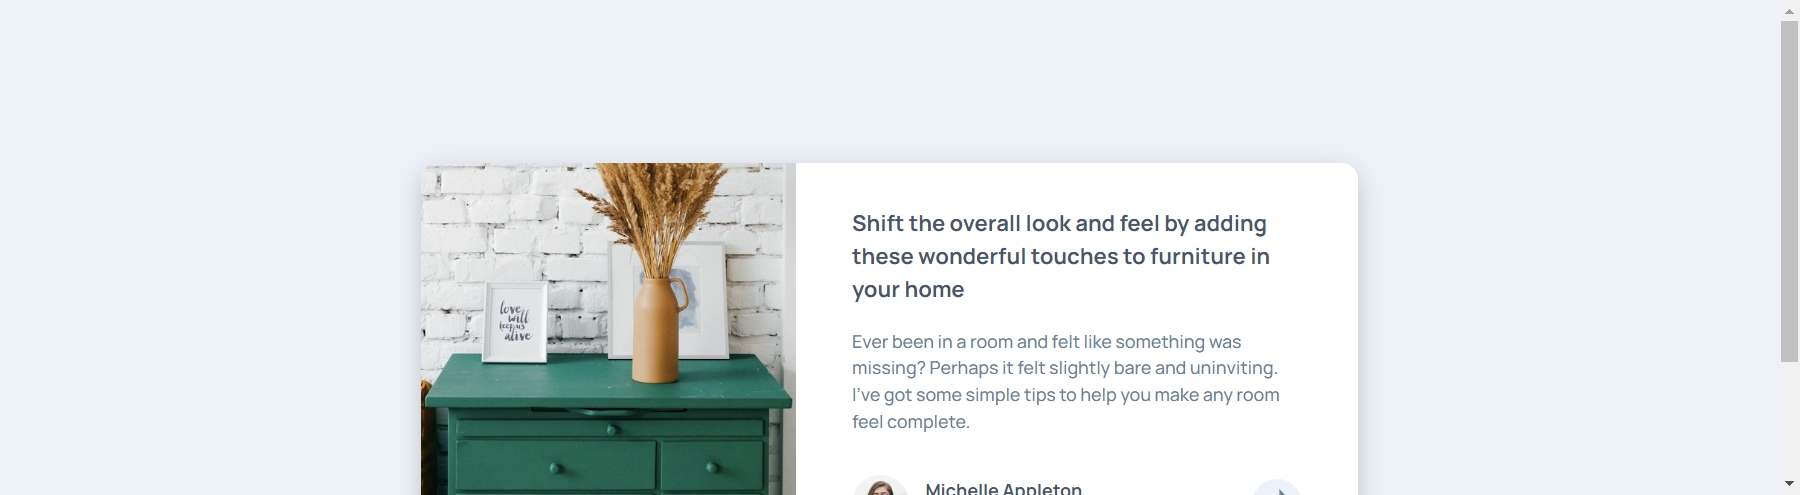 love
will
keep us
alive
Shift the overall look and feel by adding
these wonderful touches to furniture in
your home
Ever been in a room and felt like something was
missing? Perhaps it felt slightly bare and uninviting.
I've got some simple tips to help you make any room
feel complete.
Michelle Appleton